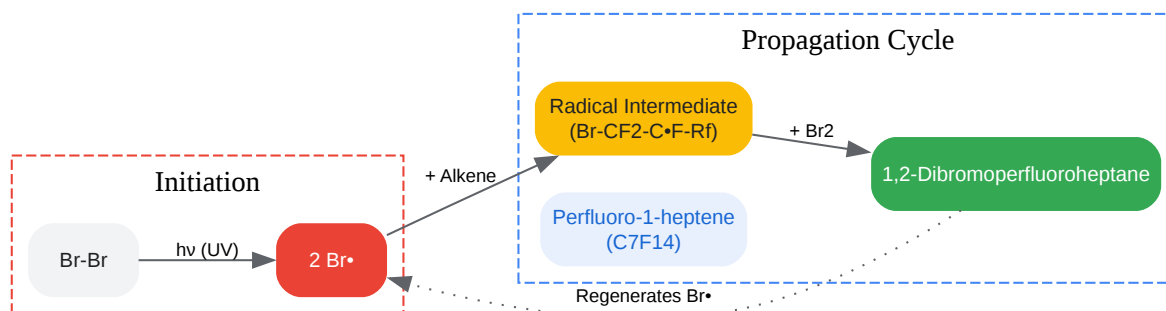 Propagation Cycle
Radical Intermediate
(Br-CF2-C•F-Rf)
+ Br2
1,2-Dibromoperfluoroheptane
+ Alkene
Initiation
Perfluoro-1-heptene
(C7F14)
Br-Br
hν (UV)
2 Br•
Regenerates Br•